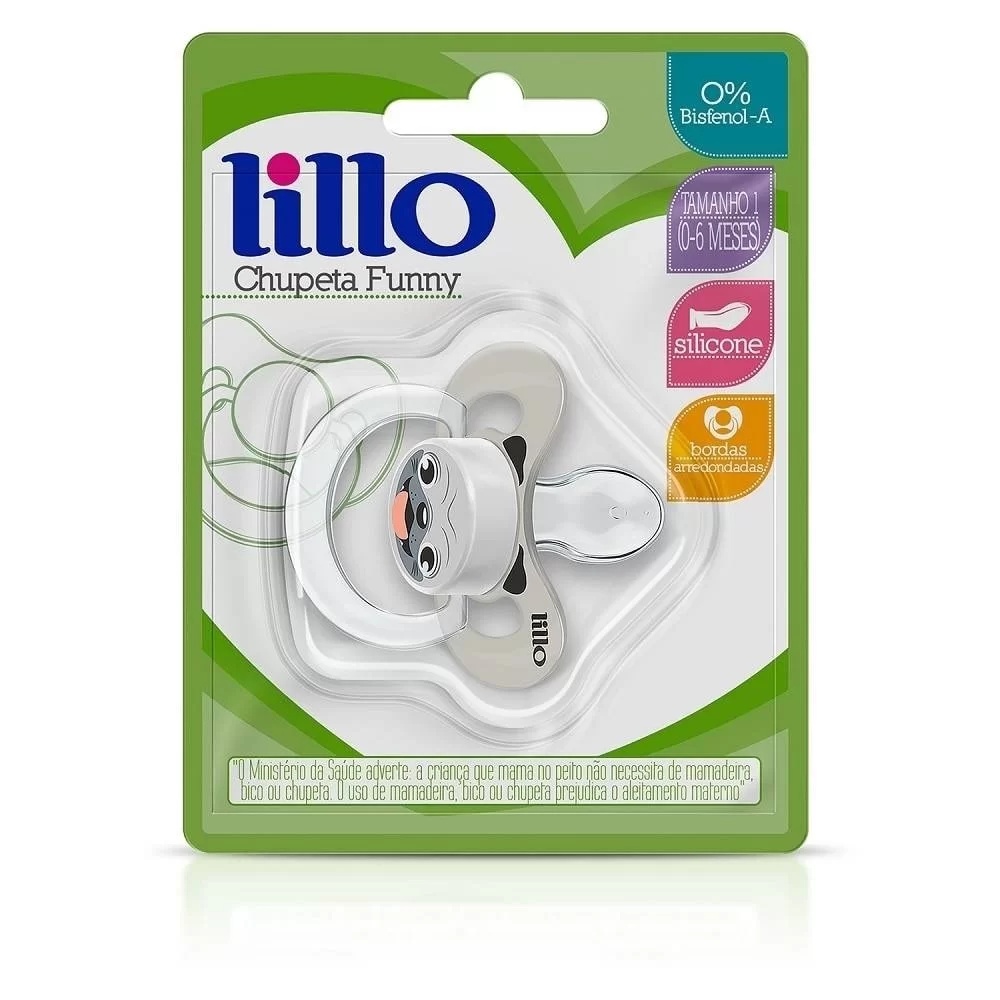 0%
Bisfenol-A
lillo
Chupeta Funny
TAMANHO 1
(0-6 MESES)
silicone
bordas
arredondadas
lillo
"O Ministério da Saúde adverte: a criança que mama no peito não necessita de mamadeira,
bico ou chupeta. O uso de mamadeira, bico ou chupeta prejudica o aleitamento materno"